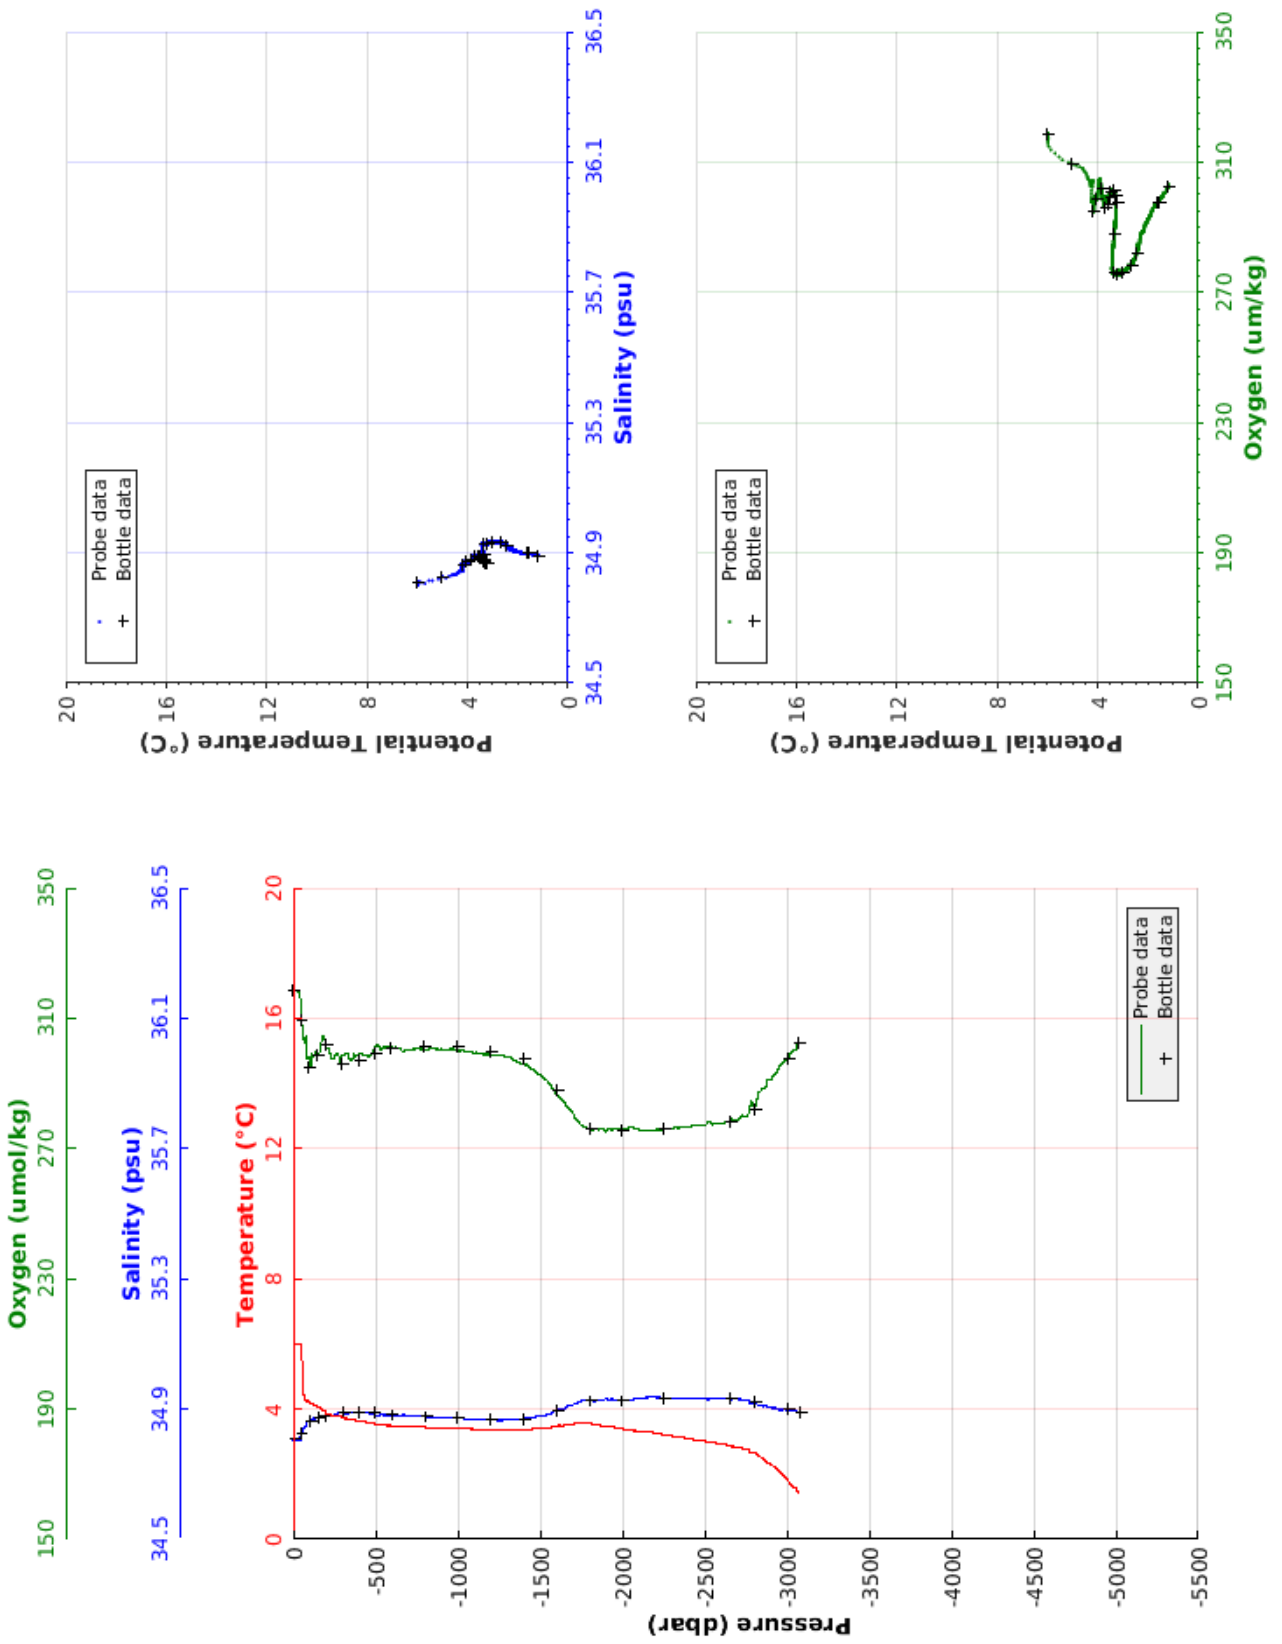 Oxygen (umol/kg)
150 190 230 270 310 350
Salinity (psu)
34.5 34.9 35.3 35.7 36.1 36.5
Temperature (°C)
0 4 8 12 16 20
0
-500
-1000
-1500
-2000
-2500
-3000
-3500
-4000
-4500
-5000
-5500
Pressure (dbar)
Probe data
Bottle data
20
16
12
8
4
0
Potential Temperature (°C)
Probe data
Bottle data
34.5 34.9 35.3 35.7 36.1 36.5
Salinity (psu)
20
16
12
8
4
0
Potential Temperature (°C)
Probe data
Bottle data
150 190 230 270 310 350
Oxygen (um/kg)